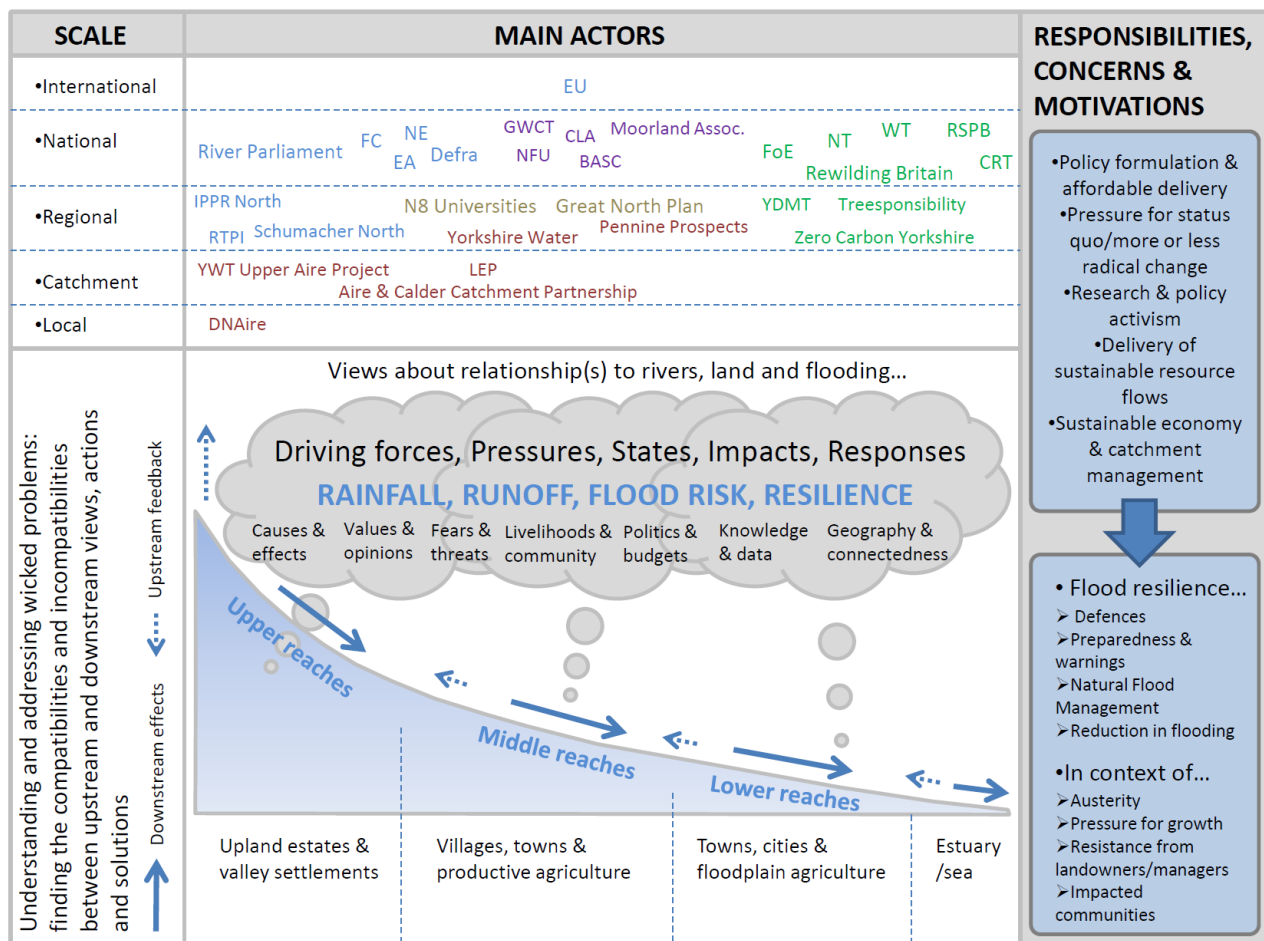 SCALE
MAIN ACTORS
RESPONSIBILITIES,
CONCERNS &
MOTIVATIONS
•International
EU
•National
River Parliament
FC
NE
EA
Defra
GWCT
CLA
Moorland Assoc.
NFU
BASC
FoE
NT
WT
RSPB
CRT
Rewilding Britain
•Regional
IPPR North
RTPI
Schumacher North
N8 Universities
Great North Plan
Yorkshire Water
Pennine Prospects
YDMT
Treesponsibility
Zero Carbon Yorkshire
•Catchment
YWT Upper Aire Project
LEP
Aire & Calder Catchment Partnership
•Local
DNAire
Understanding and addressing wicked problems:
finding the compatibilities and incompatibilities
between upstream and downstream views, actions
and solutions
Downstream effects
Upstream feedback
Views about relationship(s) to rivers, land and flooding...
Driving forces, Pressures, States, Impacts, Responses
RAINFALL, RUNOFF, FLOOD RISK, RESILIENCE
Causes &
effects
Values &
opinions
Fears &
threats
Livelihoods &
community
Politics &
budgets
Knowledge
& data
Geography &
connectedness
Upper reaches
Middle reaches
Lower reaches
Upland estates &
valley settlements
Villages, towns &
productive agriculture
Towns, cities &
floodplain agriculture
Estuary
/sea
•Policy formulation &
affordable delivery
•Pressure for status
quo/more or less
radical change
•Research & policy
activism
•Delivery of
sustainable resource
flows
•Sustainable economy
& catchment
management
• Flood resilience...
➢ Defences
➢Preparedness &
warnings
➢Natural Flood
Management
➢Reduction in flooding
•In context of...
➢Austerity
➢Pressure for growth
➢Resistance from
landowners/managers
➢Impacted
communities